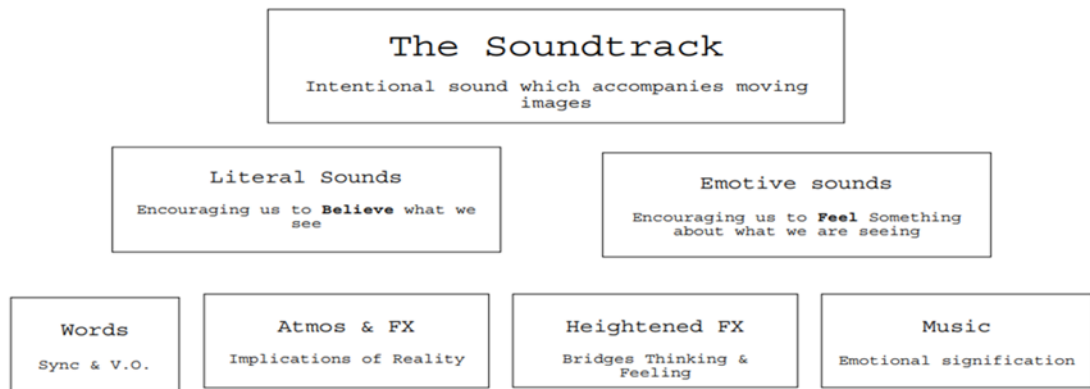 The Soundtrack
Intentional sound which accompanies moving
images
Literal Sounds
Encouraging us to Believe what we
see
Emotive sounds
Encouraging us to Feel Something
about what we are seeing
Words
Sync & V.O.
Atmos & FX
Implications of Reality
Heightened FX
Bridges Thinking &
Feeling
Music
Emotional signification